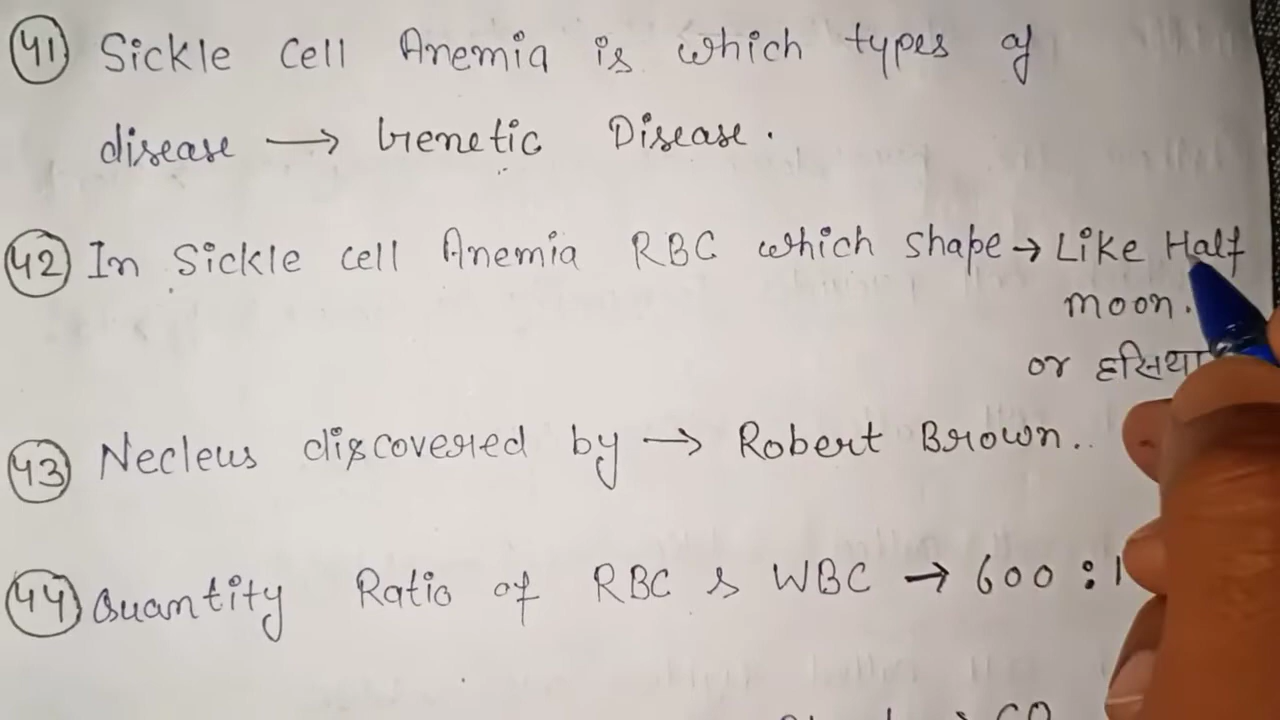 41 Sickle Cell Anemia is which types of
disease → Genetic Disease.
42 In Sickle cell Anemia RBC which shape → Like Half
moon.
or हसिया
43 Necleus discovered by → Robert Brown..
44 Quantity Ratio of RBC & WBC → 600 : 1